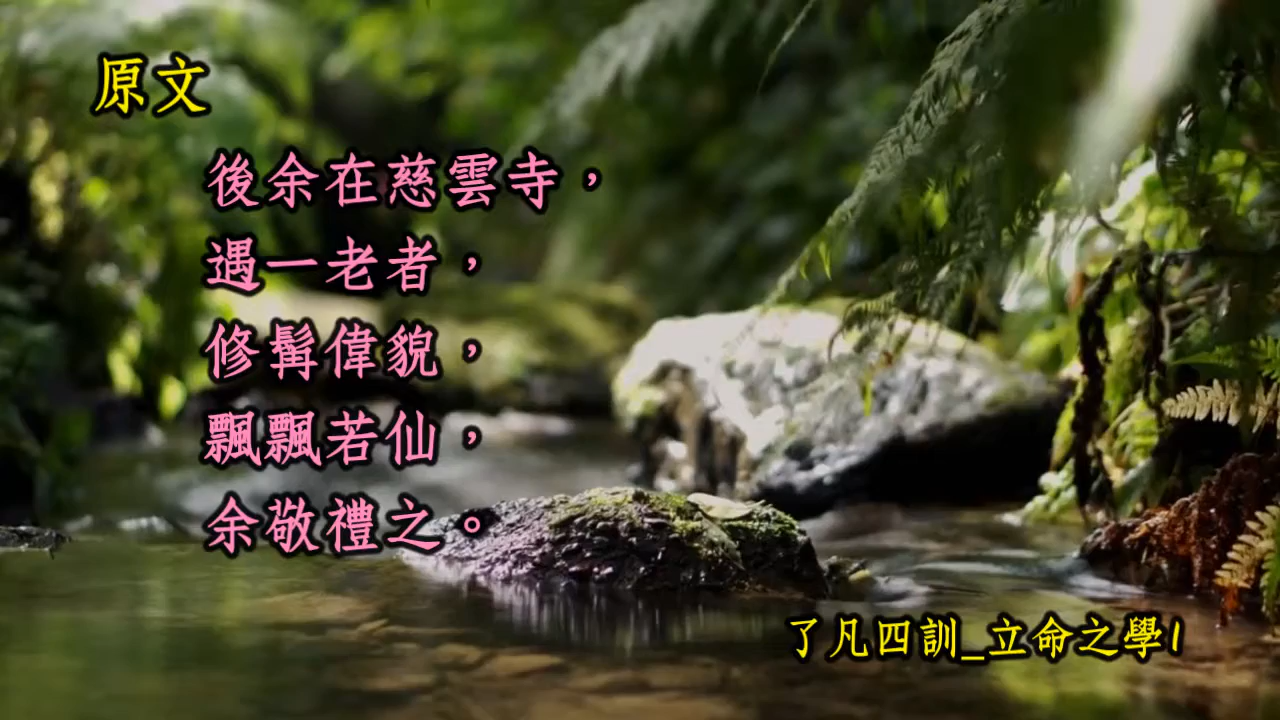 原文
後余在慈雲寺，
遇一老者，
修髯偉貌，
飄飄若仙，
余敬禮之。
了凡四訓_立命之學1